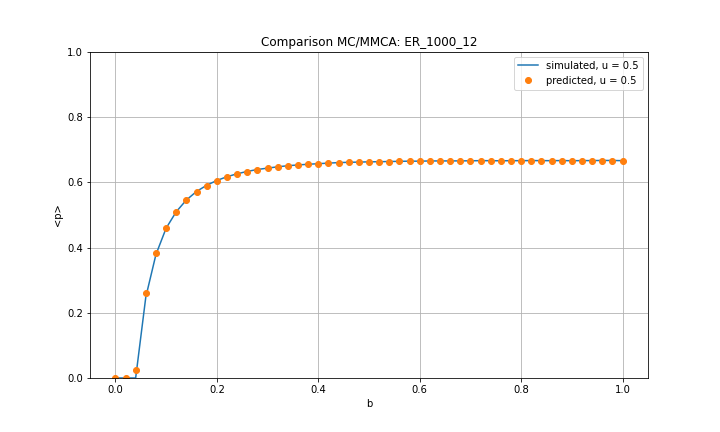 Comparison MC/MMCA: ER_1000_12
simulated, u = 0.5
predicted, u = 0.5
<p>
1.0
0.8
0.6
0.4
0.2
0.0
0.0 0.2 0.4 0.6 0.8 1.0
b